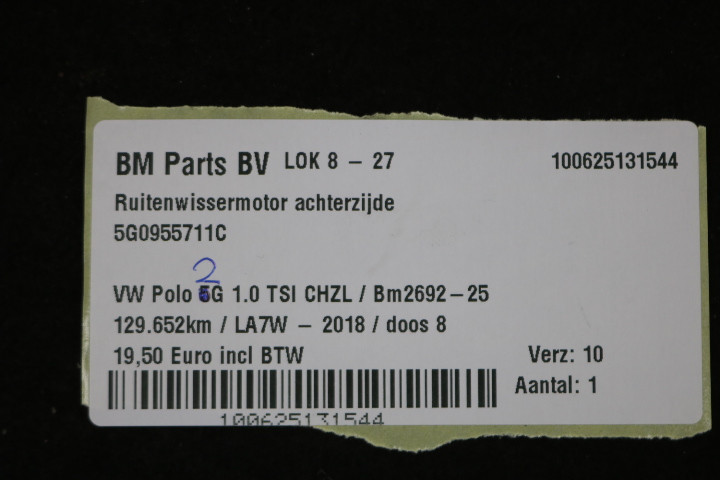 BM Parts BV LOK 8 - 27 100625131544
Ruitenwissermotor achterzijde
5G0955711C
2
VW Polo 6G 1.0 TSI CHZL / Bm2692-25
129.652km / LA7W - 2018 / doos 8
19,50 Euro incl BTW Verz: 10
Aantal: 1
100625131544